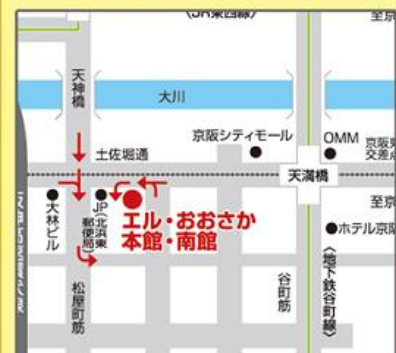 〈JR東西線〉
至京
天神橋
大川
京阪シティモール
OMM
京阪東
交差点
土佐堀通
天満橋
大林ビル
JP(北浜東
郵便局)
エル・おおさか
本館・南館
至京
ホテル京阪
松屋町筋
谷町筋
〈地下鉄谷町線〉